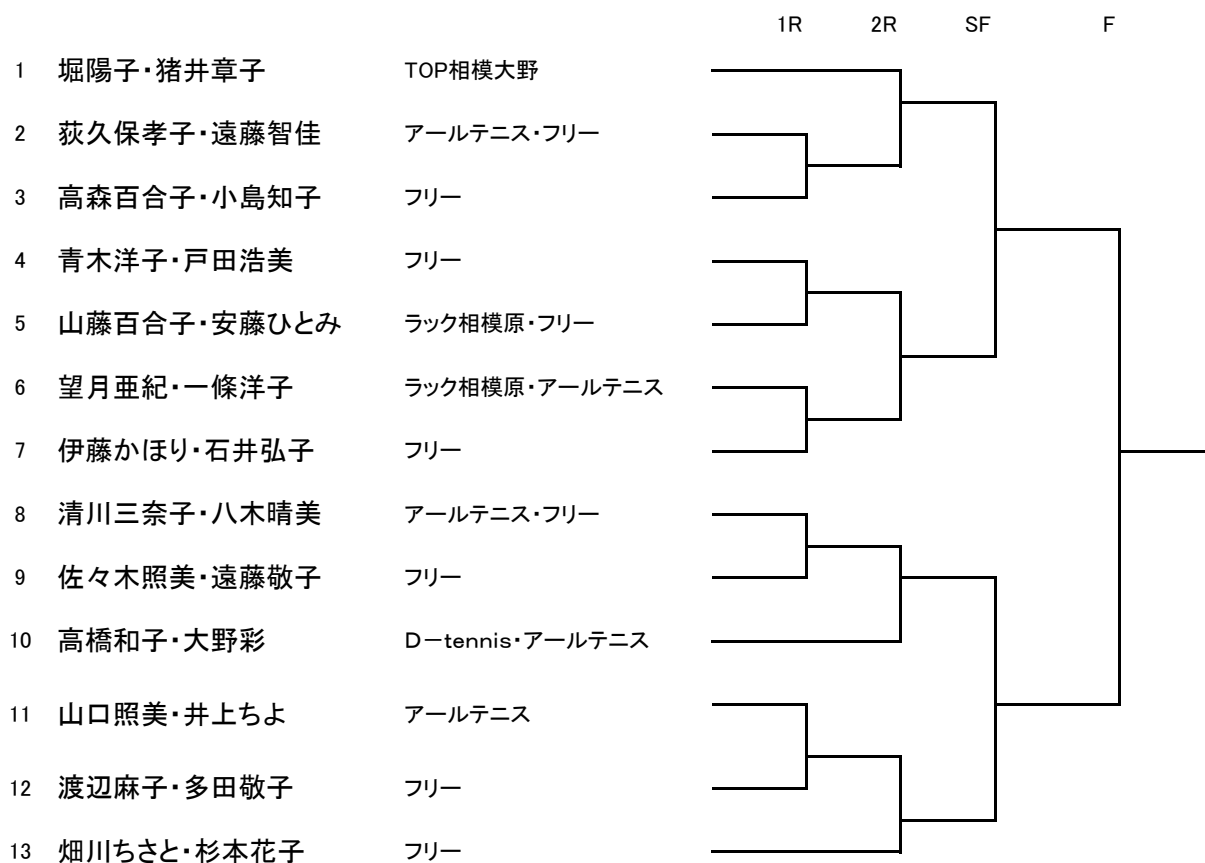 1R 2R SF F
1 堀陽子・猪井章子 TOP相模大野
2 荻久保孝子・遠藤智佳 アールテニス・フリー
3 高森百合子・小島知子 フリー
4 青木洋子・戸田浩美 フリー
5 山藤百合子・安藤ひとみ ラック相模原・フリー
6 望月亜紀・一條洋子 ラック相模原・アールテニス
7 伊藤かほり・石井弘子 フリー
8 清川三奈子・八木晴美 アールテニス・フリー
9 佐々木照美・遠藤敬子 フリー
10 高橋和子・大野彩 D－tennis・アールテニス
11 山口照美・井上ちよ アールテニス
12 渡辺麻子・多田敬子 フリー
13 畑川ちさと・杉本花子 フリー